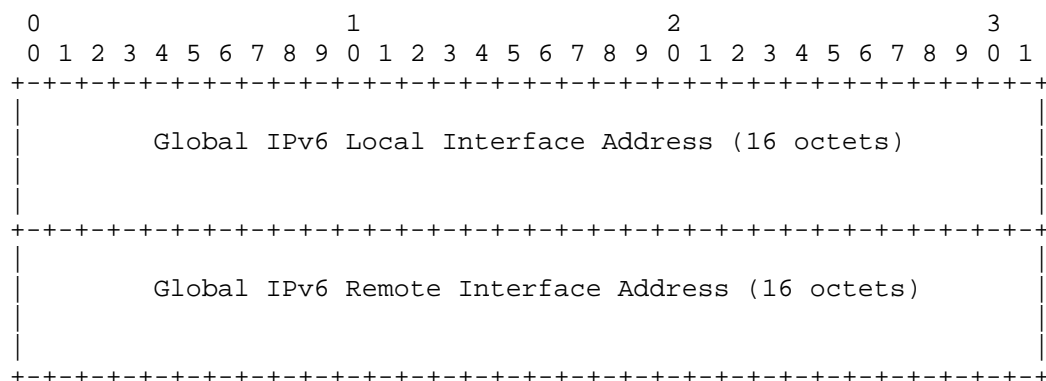 0                   1                   2                   3
0 1 2 3 4 5 6 7 8 9 0 1 2 3 4 5 6 7 8 9 0 1 2 3 4 5 6 7 8 9 0 1
+-+-+-+-+-+-+-+-+-+-+-+-+-+-+-+-+-+-+-+-+-+-+-+-+-+-+-+-+-+-+-+-+
| Global IPv6 Local Interface Address (16 octets) |
+-+-+-+-+-+-+-+-+-+-+-+-+-+-+-+-+-+-+-+-+-+-+-+-+-+-+-+-+-+-+-+-+
| Global IPv6 Remote Interface Address (16 octets) |
+-+-+-+-+-+-+-+-+-+-+-+-+-+-+-+-+-+-+-+-+-+-+-+-+-+-+-+-+-+-+-+-+